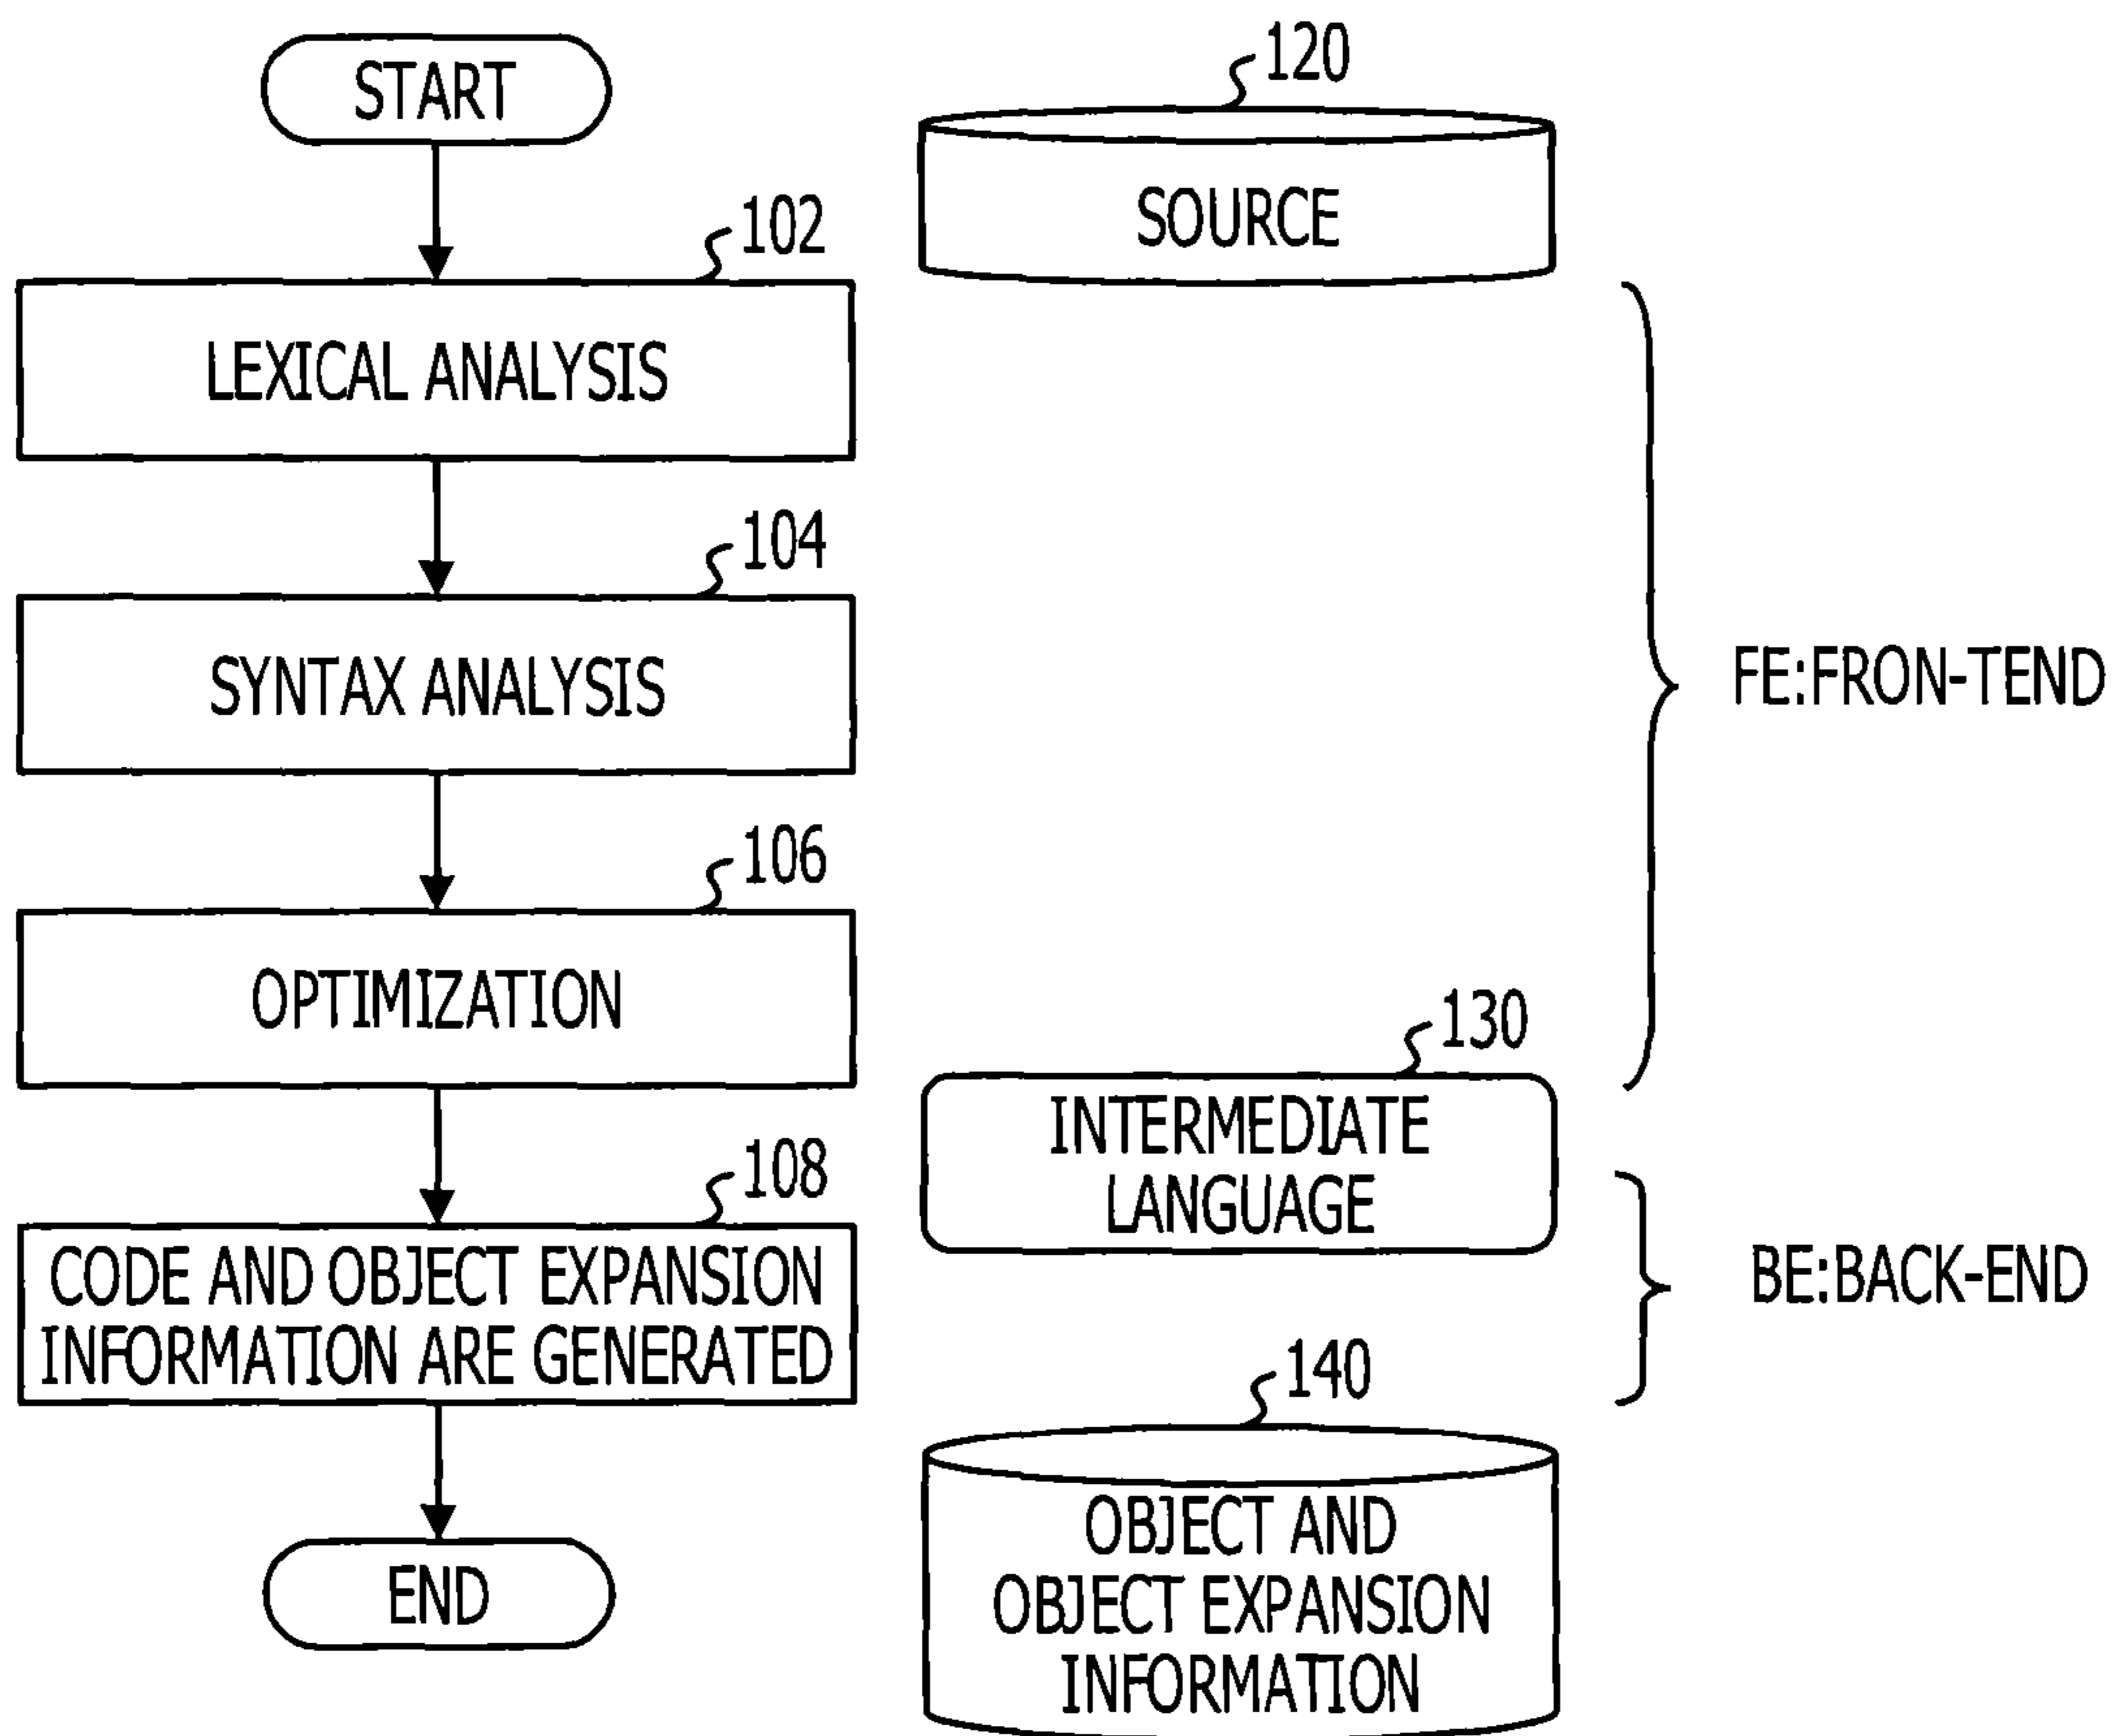 START
120
SOURCE
102
LEXICAL ANALYSIS
104
SYNTAX ANALYSIS
FE:FRON-TEND
106
OPTIMIZATION
130
INTERMEDIATE
LANGUAGE
108
CODE AND OBJECT EXPANSION
INFORMATION ARE GENERATED
BE:BACK-END
140
OBJECT AND
OBJECT EXPANSION
INFORMATION
END